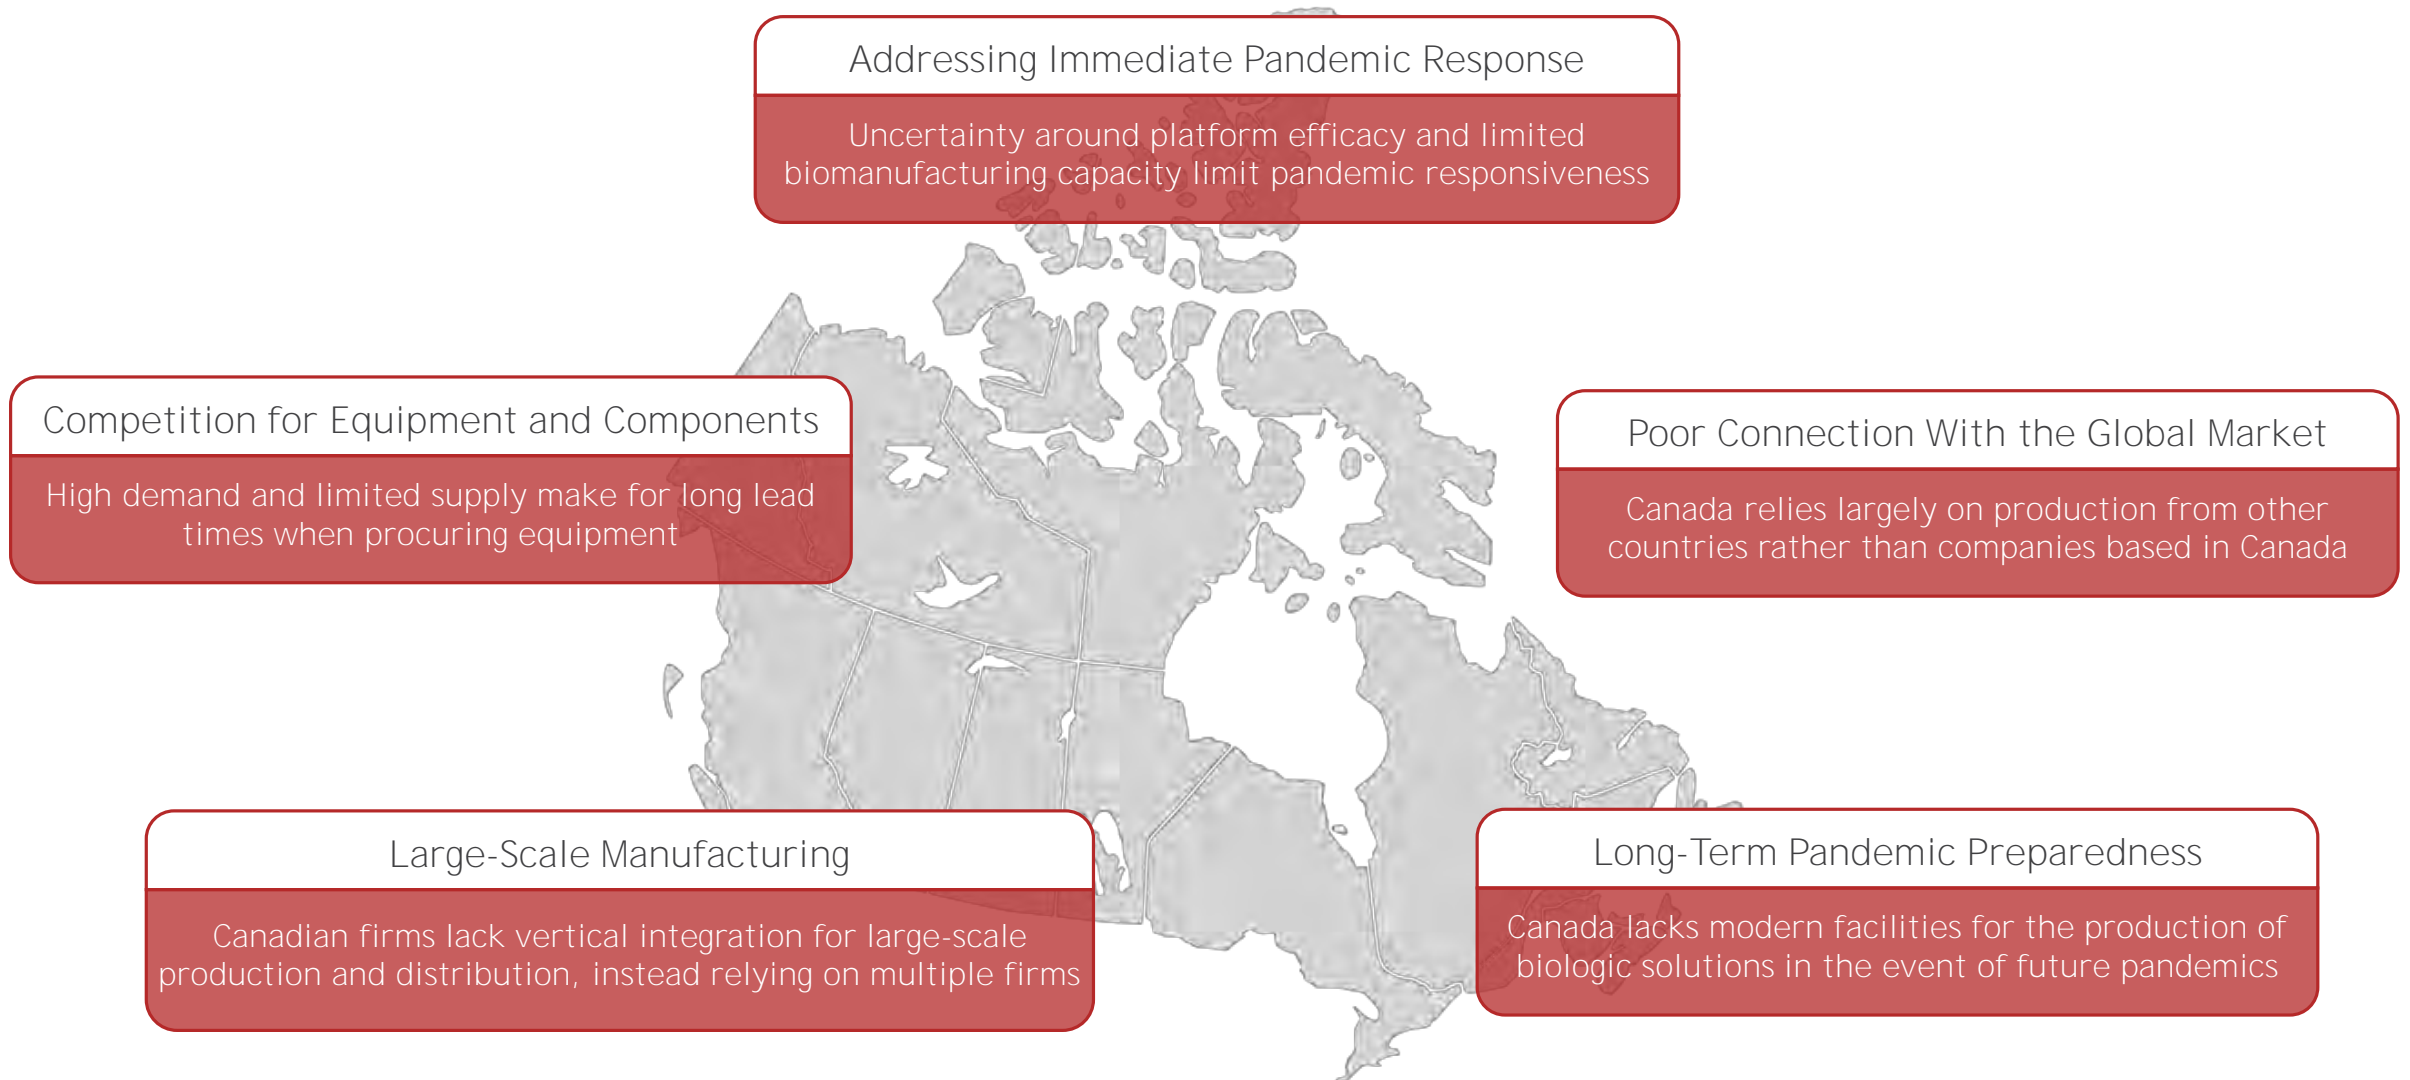 Addressing Immediate Pandemic Response
Uncertainty around platform efficacy and limited
biomanufacturing capacity limit pandemic responsiveness
Competition for Equipment and Components
High demand and limited supply make for long lead
times when procuring equipment
Poor Connection With the Global Market
Canada relies largely on production from other
countries rather than companies based in Canada
Large-Scale Manufacturing
Canadian firms lack vertical integration for large-scale
production and distribution, instead relying on multiple firms
Long-Term Pandemic Preparedness
Canada lacks modern facilities for the production of
biologic solutions in the event of future pandemics